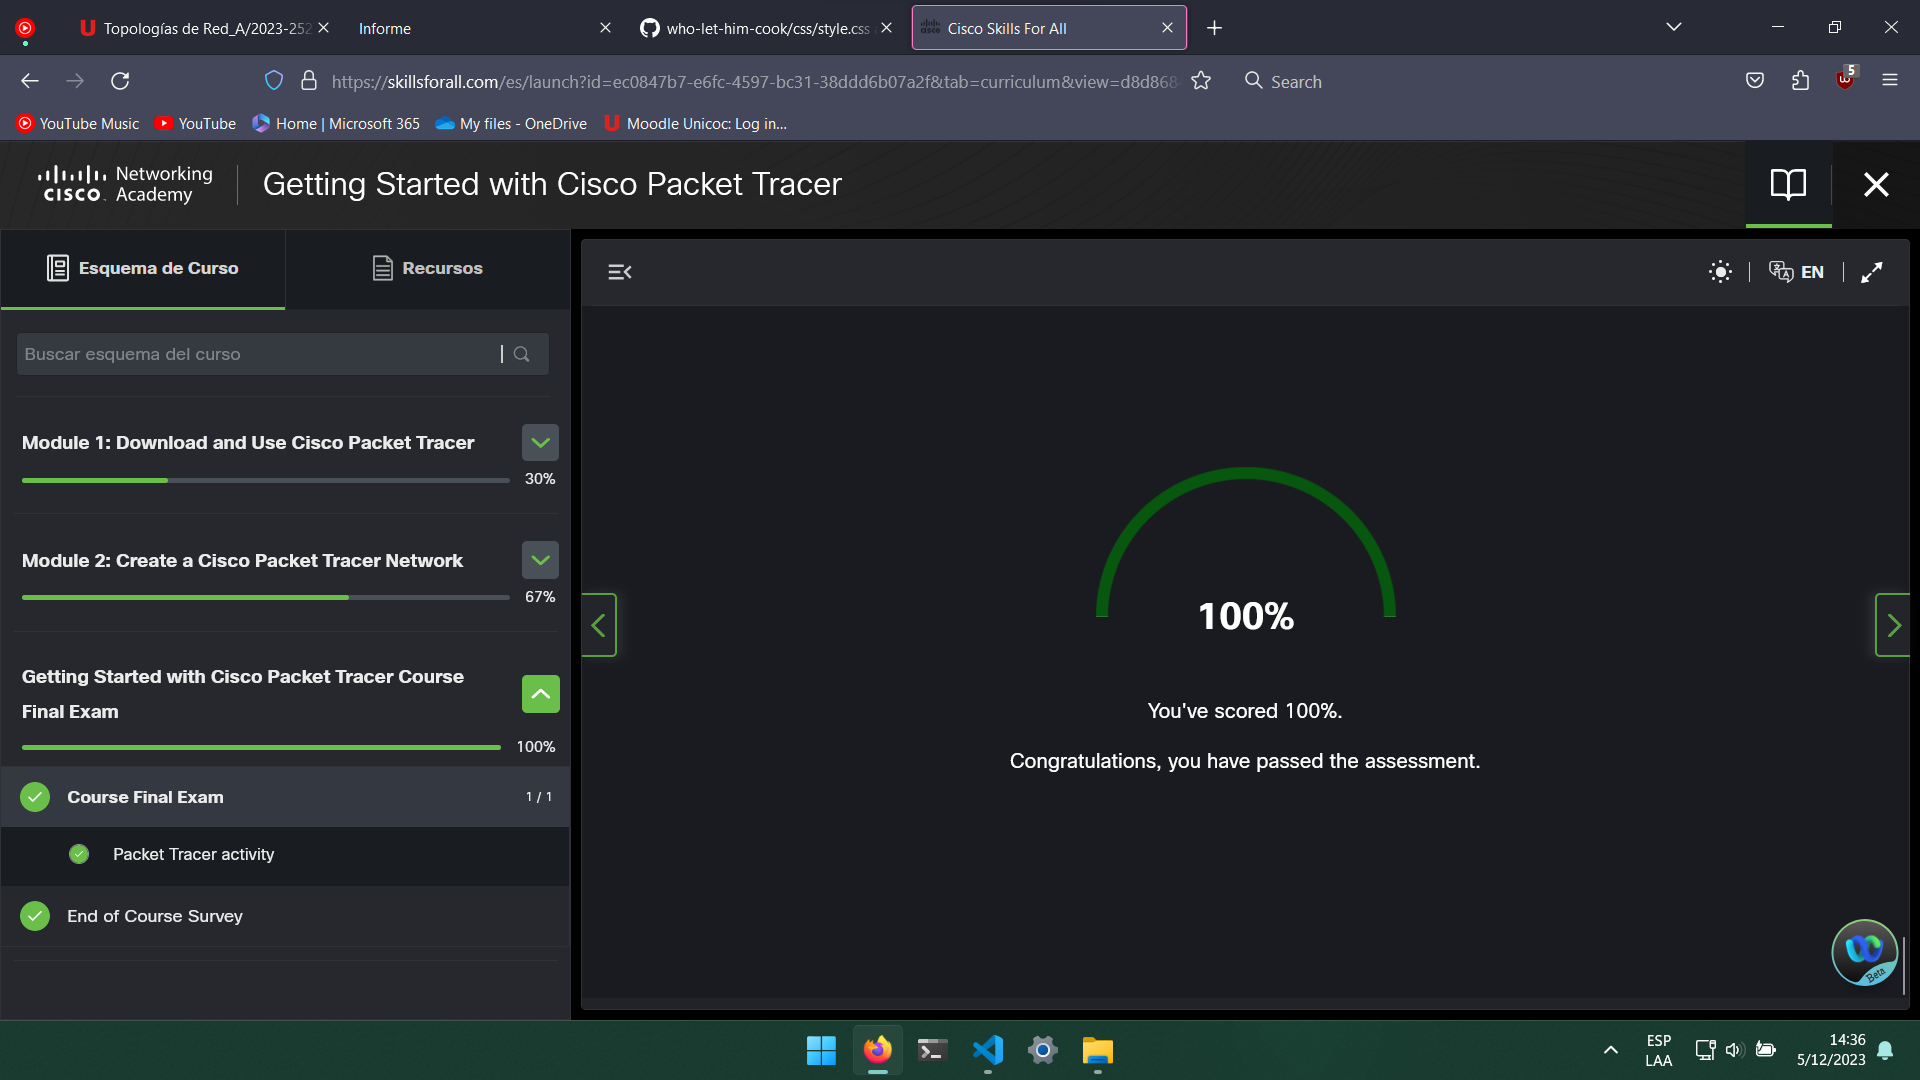 Topologías de Red_A/2023-252
Informe
who-let-him-cook/css/style.css
Cisco Skills For All
https://skillsforall.com/es/launch?id=ec0847b7-e6fc-4597-bc31-38ddd6b07a2f&tab=curriculum&view=d8d868
Search
5
YouTube Music
YouTube
Home | Microsoft 365
My files - OneDrive
Moodle Unicoc: Log in...
CISCO
Networking
Academy
Getting Started with Cisco Packet Tracer
Esquema de Curso
Recursos
EN
Buscar esquema del curso
Module 1: Download and Use Cisco Packet Tracer
30%
Module 2: Create a Cisco Packet Tracer Network
67%
Getting Started with Cisco Packet Tracer Course
Final Exam
100%
Course Final Exam
1 / 1
Packet Tracer activity
End of Course Survey
100%
You've scored 100%.
Congratulations, you have passed the assessment.
Beta
ESP
LAA
14:36
5/12/2023